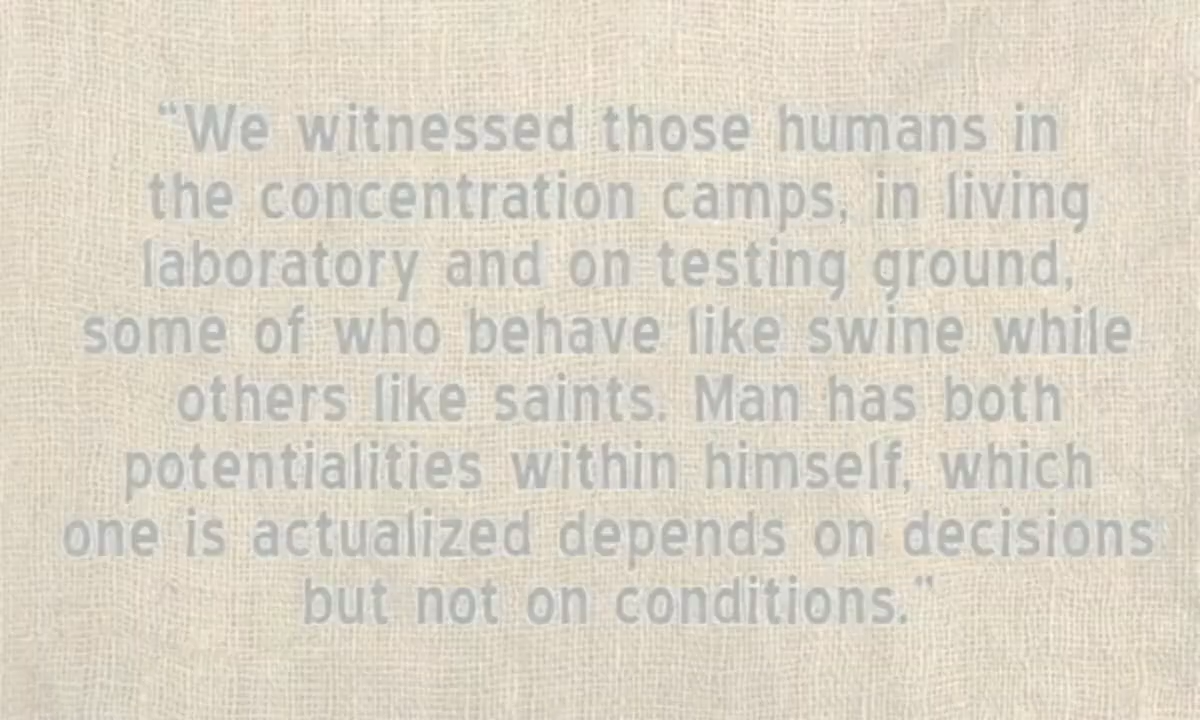 “We witnessed those humans in
the concentration camps, in living
laboratory and on testing ground,
some of who behave like swine while
others like saints. Man has both
potentialities within himself, which
one is actualized depends on decisions
but not on conditions.”